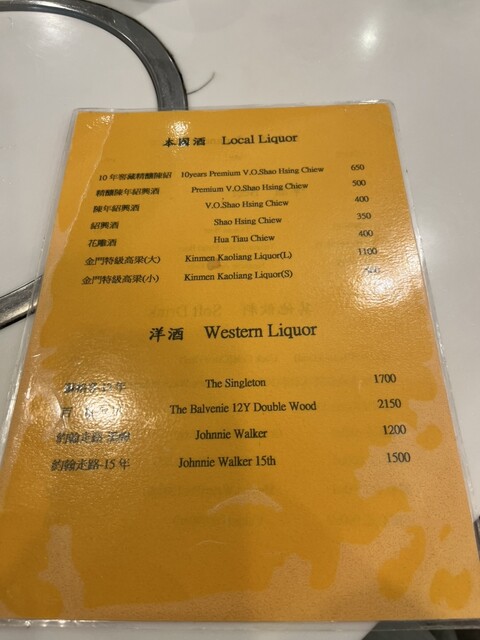 本國酒 Local Liquor
10年窖藏精釀陳紹 10years Premium V.O.Shao Hsing Chiew 650
精釀陳年紹興酒 Premium V.O.Shao Hsing Chiew 500
陳年紹興酒 V.O.Shao Hsing Chiew 400
紹興酒 Shao Hsing Chiew 350
花雕酒 Hua Tiau Chiew 400
金門特級高梁(大) Kinmen Kaoliang Liquor(L) 1100
金門特級高梁(小) Kinmen Kaoliang Liquor(S)
洋酒 Western Liquor
年 The Singleton 1700
The Balvenie 12Y Double Wood 2150
約翰走路 Johnnie Walker 1200
約翰走路-15年 Johnnie Walker 15th 1500